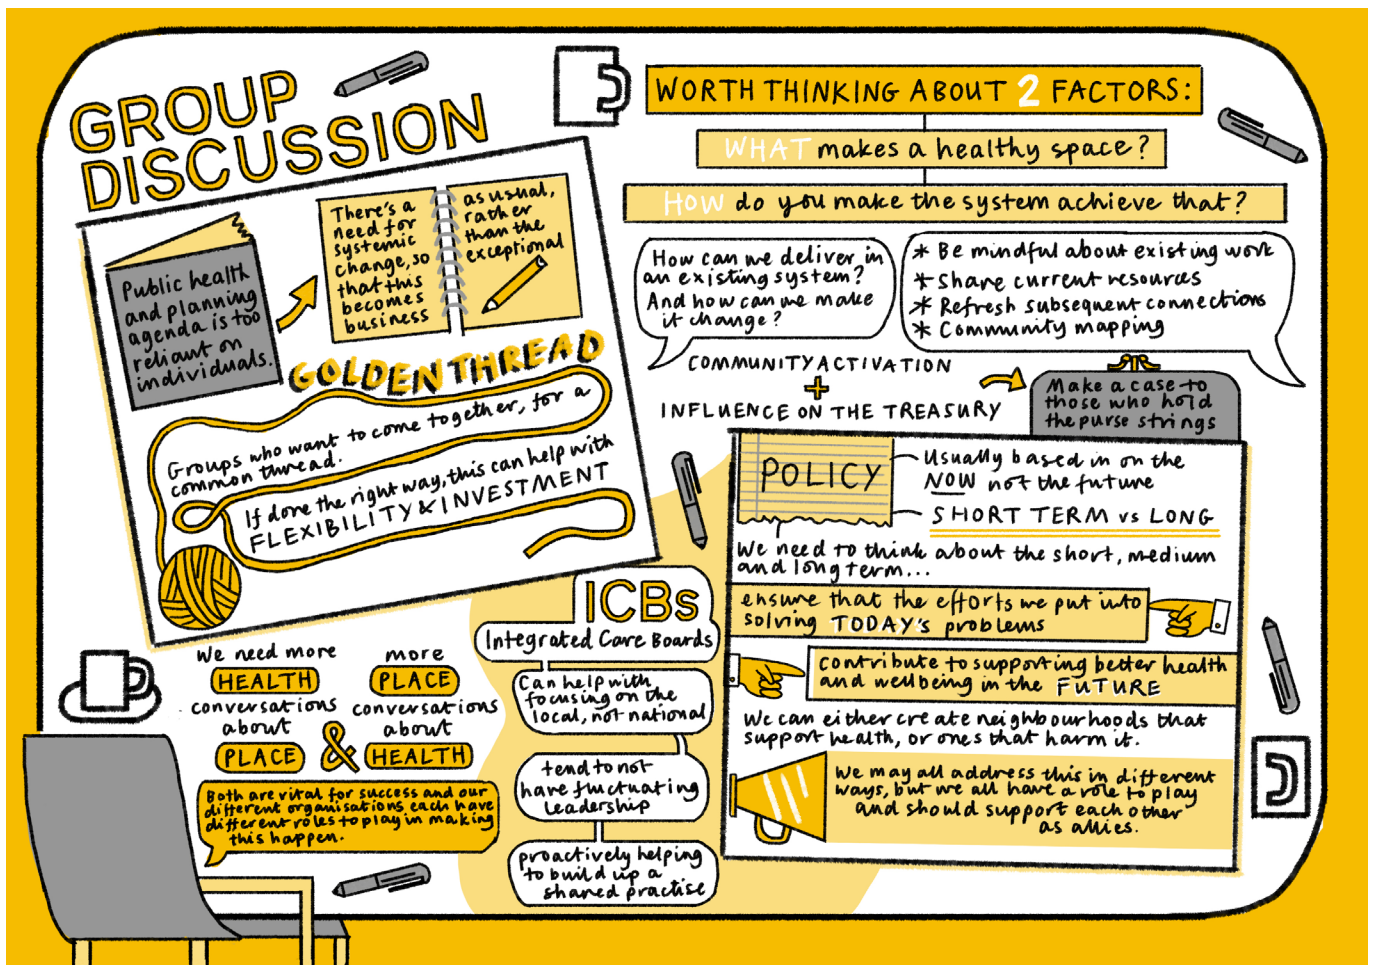 GROUP
DISCUSSION
Public health
and planning
agenda is too
reliant on
individuals.
There's a
need for
systemic
change, so
that this
becomes
business
as usual,
rather
than the
exceptional
GOLDEN THREAD
Groups who want to come together, for a
common thread.
If done the right way, this can help with
FLEXIBILITY & INVESTMENT
WORTH THINKING ABOUT 2 FACTORS:
WHAT makes a healthy space?
HOW do you make the system achieve that?
How can we deliver in
an existing system?
And how can we make
it change?
* Be mindful about existing work
* Share current resources
* Refresh subsequent connections
* Community mapping
COMMUNITY ACTIVATION
+
INFLUENCE ON THE TREASURY
Make a case to
those who hold
the purse strings
POLICY
Usually based in on the
NOW not the future
SHORT TERM vs LONG
We need to think about the short, medium
and long term...
ensure that the efforts we put into
solving TODAY's problems
contribute to supporting better health
and wellbeing in the FUTURE
We can either create neighbourhoods that
support health, or ones that harm it.
We may all address this in different
ways, but we all have a role to play
and should support each other
as allies.
ICBs
Integrated Care Boards
Can help with
focusing on the
local, not national
tend to not
have fluctuating
leadership
proactively helping
to build up a
shared practise
We need more
HEALTH
conversations
about
PLACE
&
more
PLACE
conversations
about
HEALTH
Both are vital for success and our
different organisations each have
different roles to play in making
this happen.